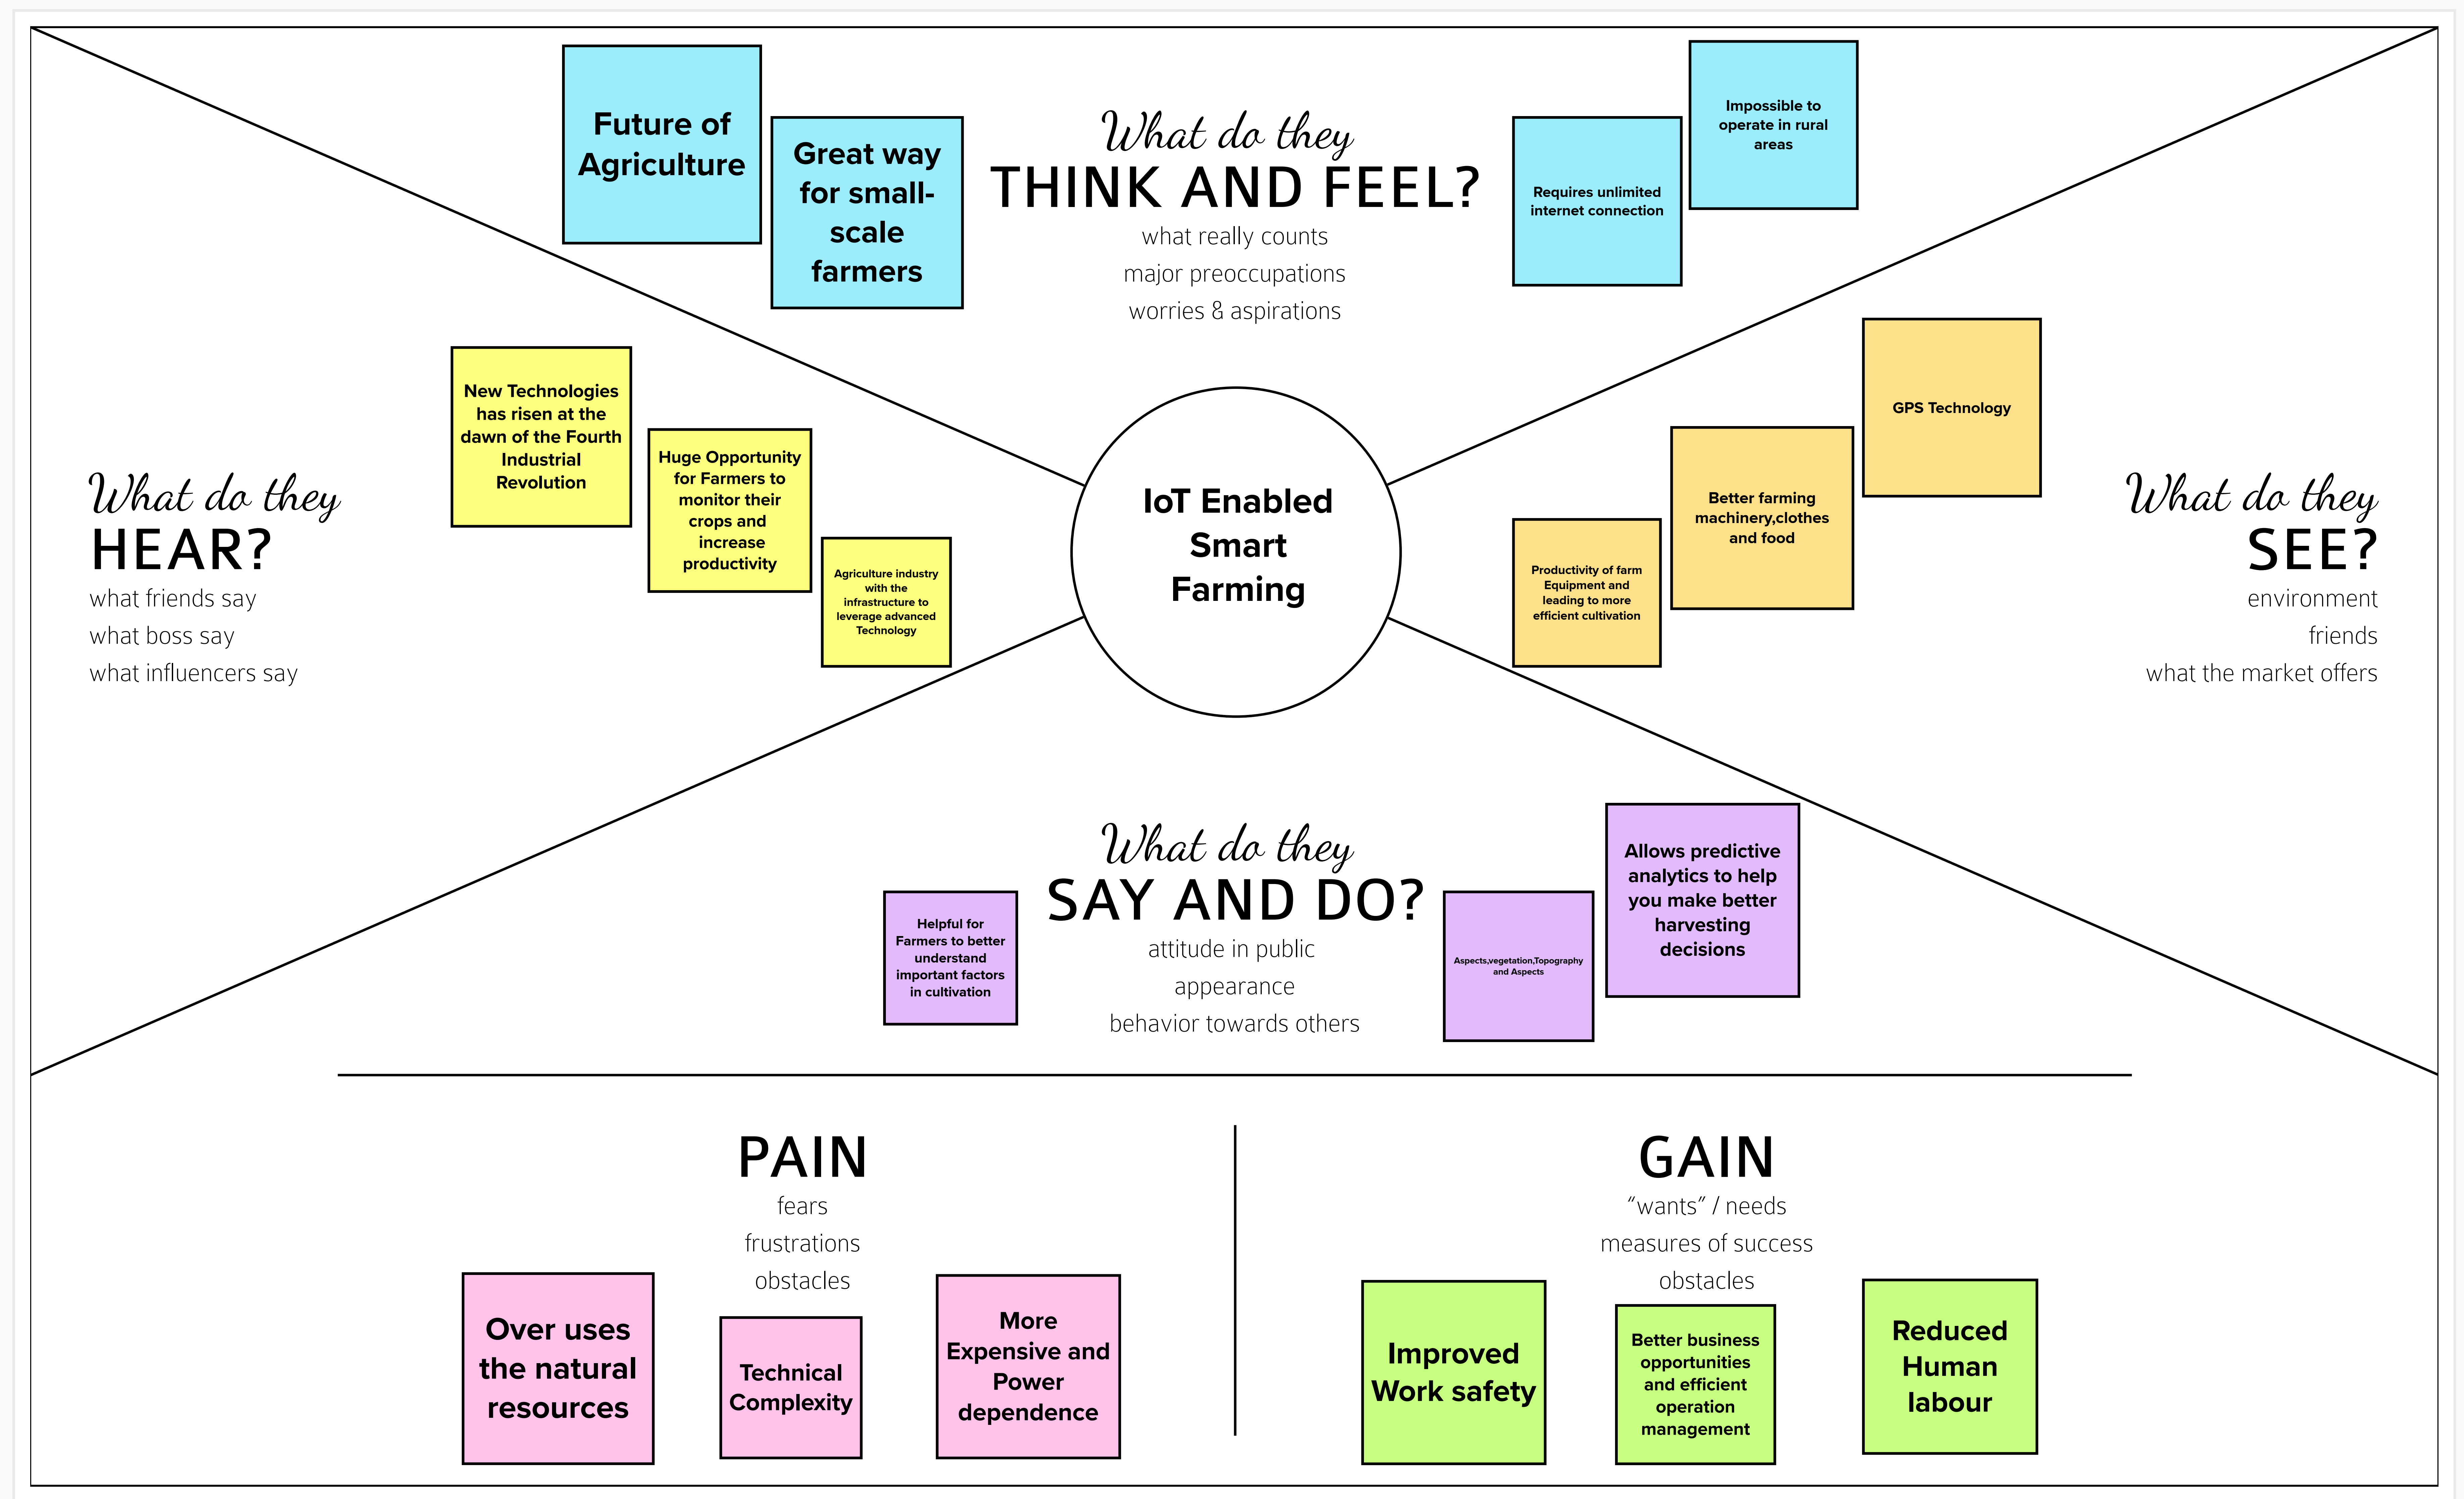 Future of
Agriculture
Great way
for small-
scale
farmers
What do they
THINK AND FEEL?
what really counts
major preoccupations
worries & aspirations
Requires unlimited
internet connection
Impossible to
operate in rural
areas
What do they
HEAR?
what friends say
what boss say
what influencers say
New Technologies
has risen at the
dawn of the Fourth
Industrial
Revolution
Huge Opportunity
for Farmers to
monitor their
crops and
increase
productivity
Agriculture industry
with the
infrastructure to
leverage advanced
Technology
IoT Enabled
Smart
Farming
Productivity of farm
Equipment and
leading to more
efficient cultivation
Better farming
machinery,clothes
and food
GPS Technology
What do they
SEE?
environment
friends
what the market offers
What do they
SAY AND DO?
attitude in public
appearance
behavior towards others
Helpful for
Farmers to better
understand
important factors
in cultivation
Aspects,vegetation,Topography
and Aspects
Allows predictive
analytics to help
you make better
harvesting
decisions
PAIN
fears
frustrations
obstacles
Over uses
the natural
resources
Technical
Complexity
More
Expensive and
Power
dependence
GAIN
“wants” / needs
measures of success
obstacles
Improved
Work safety
Better business
opportunities
and efficient
operation
management
Reduced
Human
labour